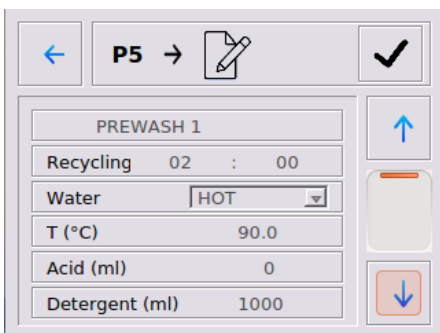 P5 →
PREWASH 1
Recycling 02 : 00
Water HOT
T (°C) 90.0
Acid (ml) 0
Detergent (ml) 1000